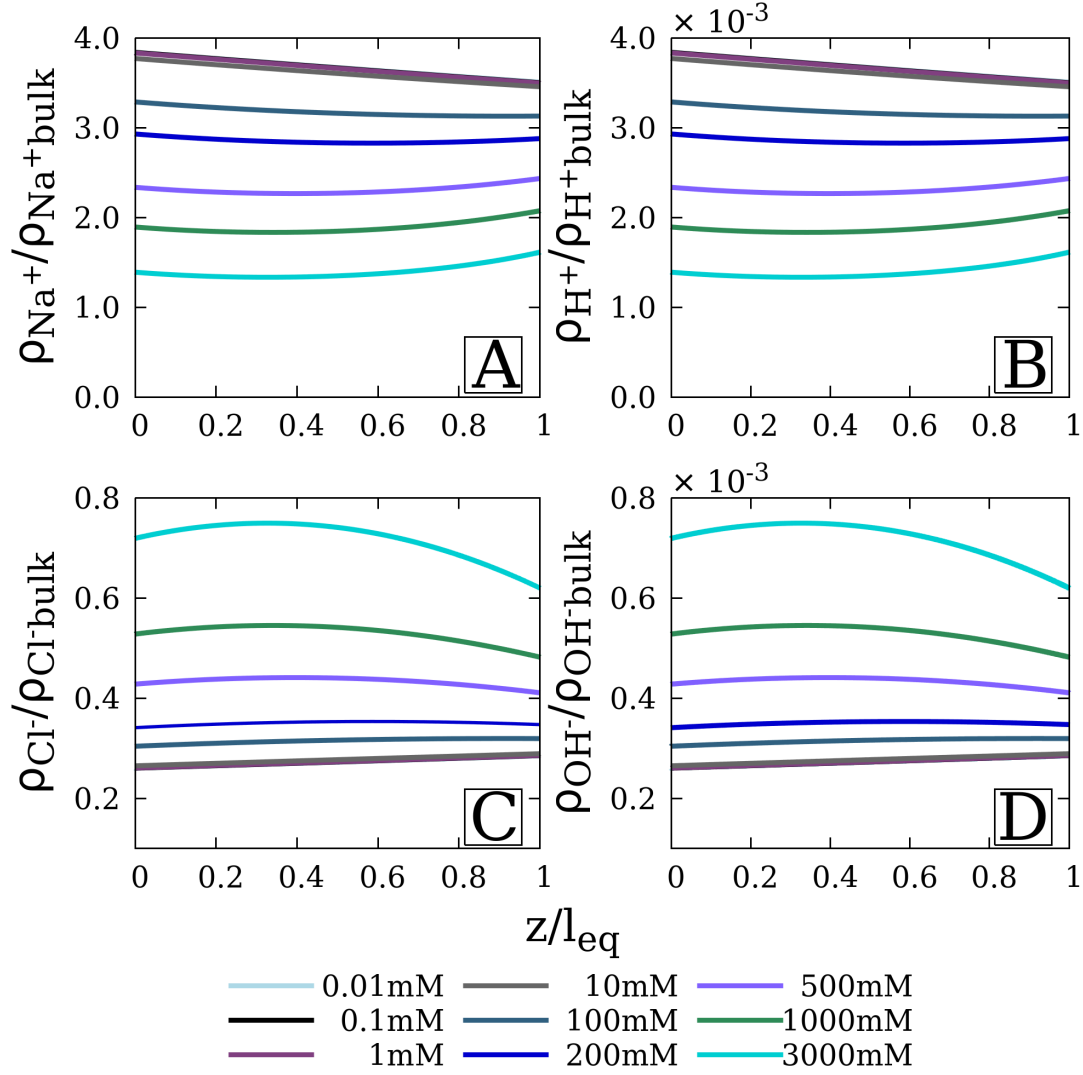 × 10⁻³
4.0 4.0
3.0 3.0
2.0 2.0
1.0 1.0
0.0 0.0
ρNa⁺/ρNa⁺bulk ρH⁺/ρH⁺bulk
A B
0 0.2 0.4 0.6 0.8 1 0 0.2 0.4 0.6 0.8 1
× 10⁻³
0.8 0.8
0.6 0.6
0.4 0.4
0.2 0.2
ρCl⁻/ρCl⁻bulk ρOH⁻/ρOH⁻bulk
C D
0 0.2 0.4 0.6 0.8 1 0 0.2 0.4 0.6 0.8 1
z/leq
0.01mM 10mM 500mM
0.1mM 100mM 1000mM
1mM 200mM 3000mM